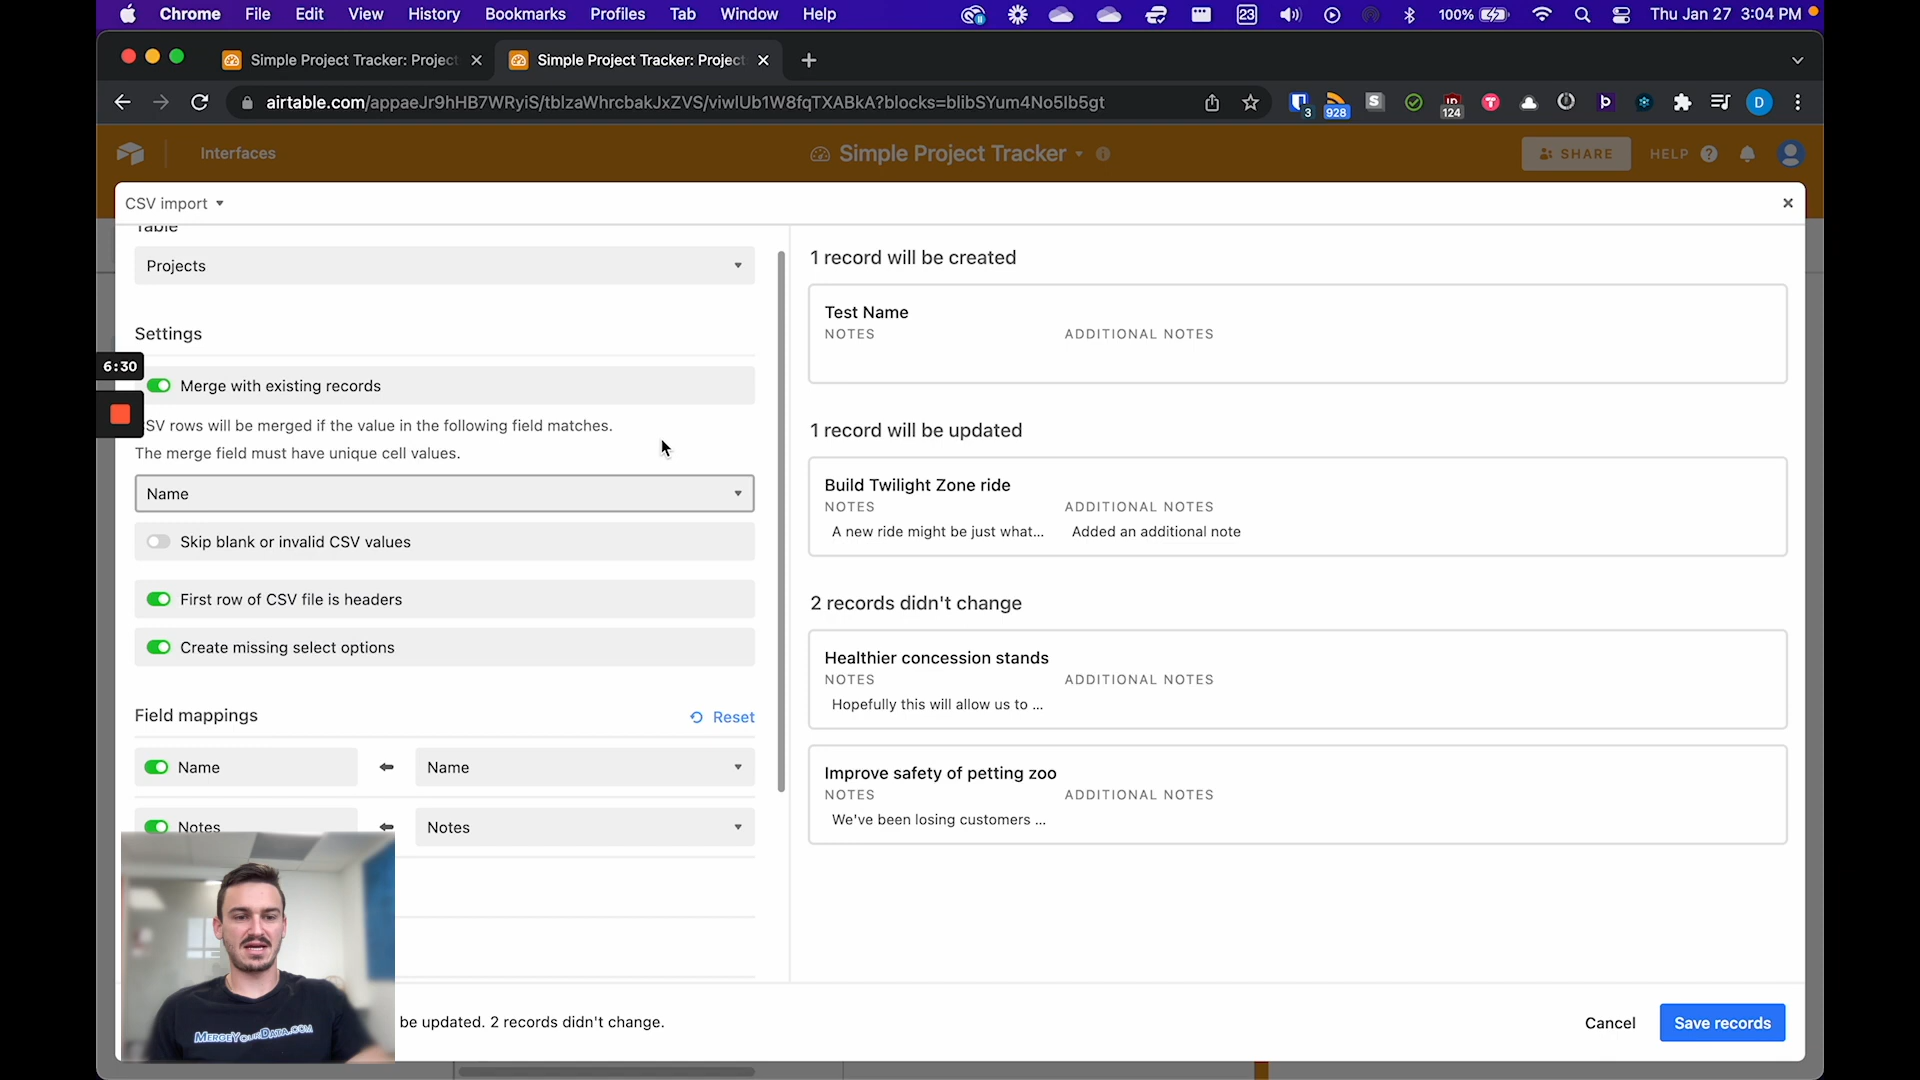 Chrome File Edit View History Bookmarks Profiles Tab Window Help 23 100% Thu Jan 27 3:04 PM
Simple Project Tracker: Project Simple Project Tracker: Project
airtable.com/appaeJr9hHB7WRyiS/tblzaWhrcbakJxZVS/viwlUb1W8fqTXABkA?blocks=blibSYum4No5Ib5gt 3 928 124 D
Interfaces Simple Project Tracker SHARE HELP
CSV import
Table
Projects
Settings
6:30
Merge with existing records
SV rows will be merged if the value in the following field matches.
The merge field must have unique cell values.
Name
Skip blank or invalid CSV values
First row of CSV file is headers
Create missing select options
Field mappings Reset
Name Name
Notes Notes
MergeYourData.com
be updated. 2 records didn't change.
1 record will be created
Test Name
NOTES ADDITIONAL NOTES
1 record will be updated
Build Twilight Zone ride
NOTES ADDITIONAL NOTES
A new ride might be just what... Added an additional note
2 records didn't change
Healthier concession stands
NOTES ADDITIONAL NOTES
Hopefully this will allow us to ...
Improve safety of petting zoo
NOTES ADDITIONAL NOTES
We've been losing customers ...
Cancel Save records